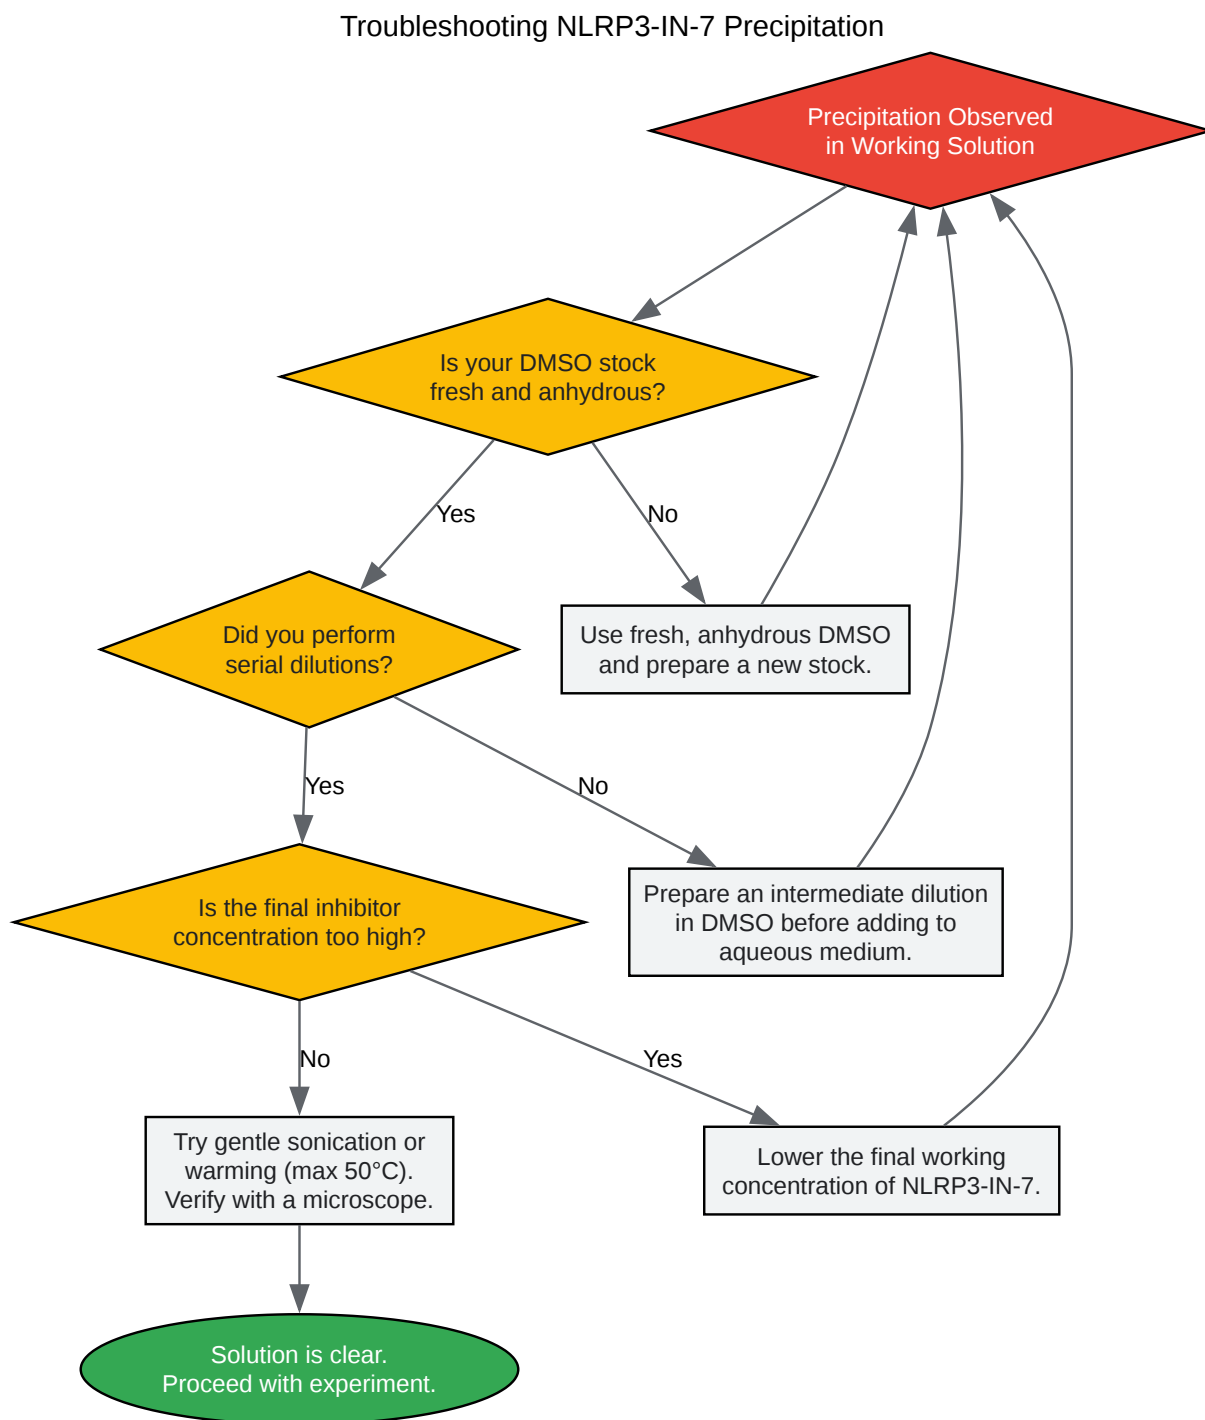 Troubleshooting NLRP3-IN-7 Precipitation
Precipitation Observed
in Working Solution
Is your DMSO stock
fresh and anhydrous?
Yes
No
Did you perform
serial dilutions?
Use fresh, anhydrous DMSO
and prepare a new stock.
Yes
No
Is the final inhibitor
concentration too high?
Prepare an intermediate dilution
in DMSO before adding to
aqueous medium.
No
Yes
Try gentle sonication or
warming (max 50°C).
Verify with a microscope.
Lower the final working
concentration of NLRP3-IN-7.
Solution is clear.
Proceed with experiment.